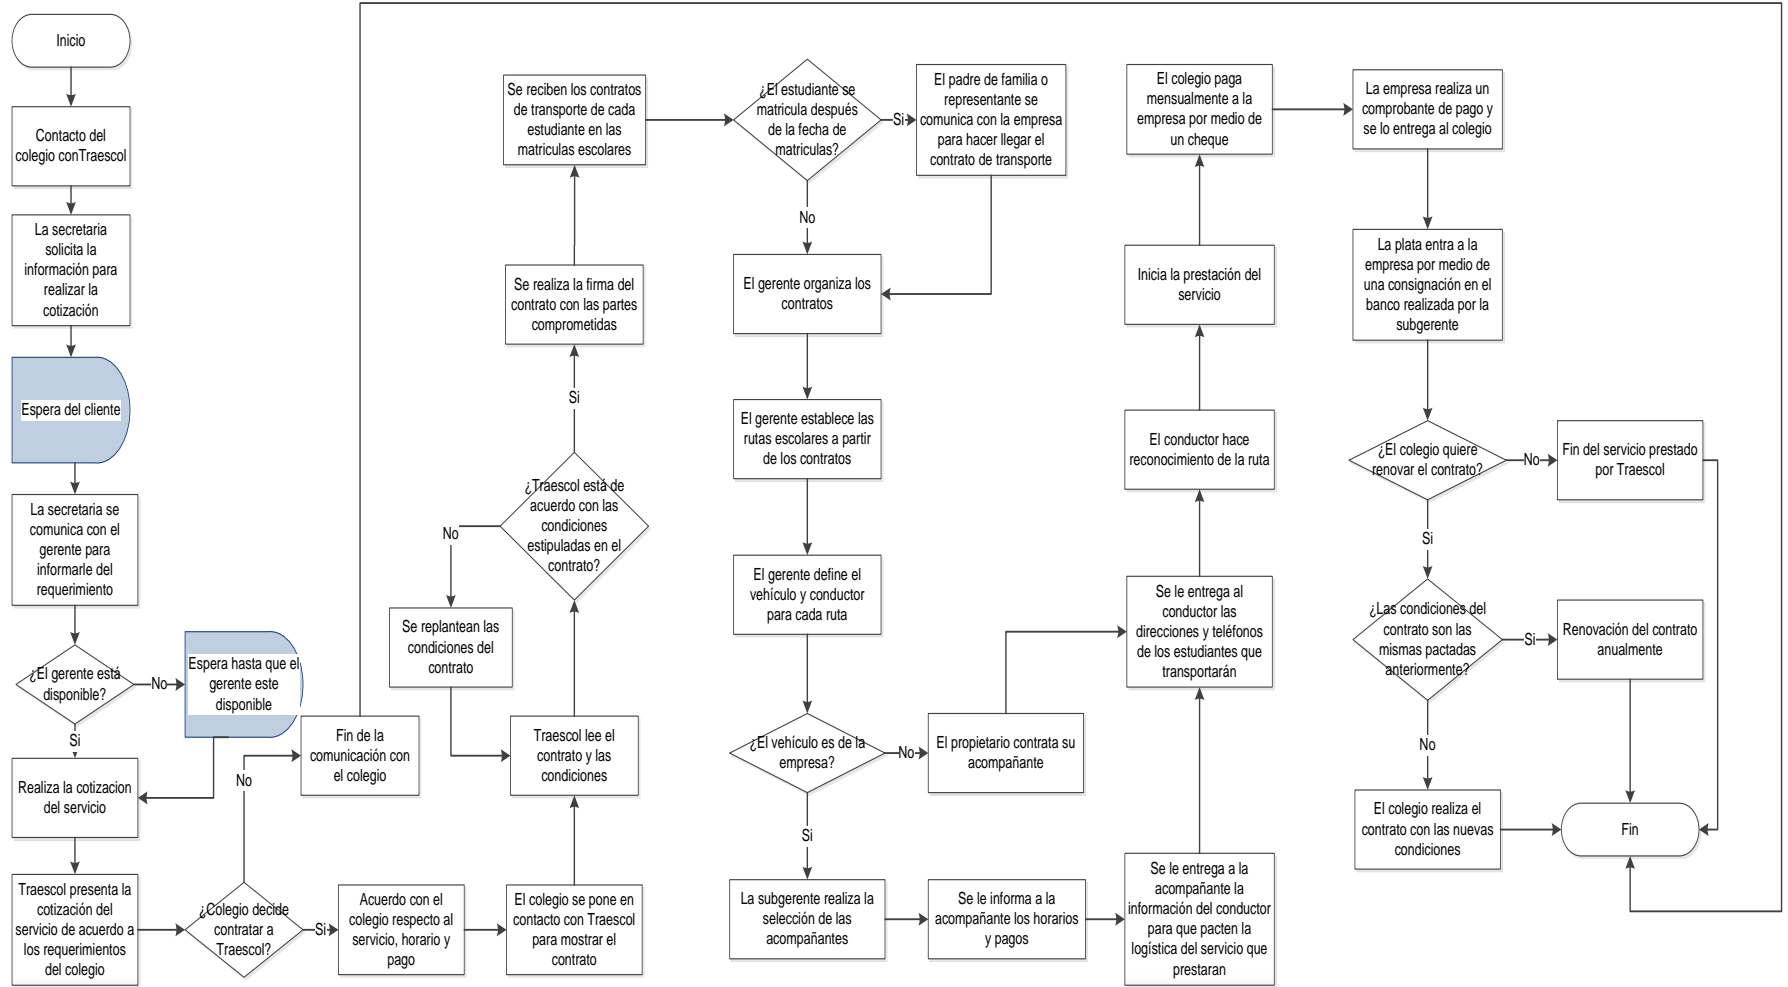 Inicio
Contacto del
colegio conTraescol
La secretaria
solicita la
información para
realizar la
cotización
Espera del cliente
La secretaria se
comunica con el
gerente para
informarle del
requerimiento
¿El gerente está
disponible?
No
Espera hasta que el
gerente este
disponible
Si
Realiza la cotizacion
del servicio
Traescol presenta la
cotización del
servicio de acuerdo a
los requerimientos
del colegio
¿Colegio decide
contratar a
Traescol?
No
Fin de la
comunicación con
el colegio
Si
Acuerdo con el
colegio respecto al
servicio, horario y
pago
El colegio se pone en
contacto con Traescol
para mostrar el
contrato
Traescol lee el
contrato y las
condiciones
¿Traescol está de
acuerdo con las
condiciones
estipuladas en el
contrato?
No
Se replantean las
condiciones del
contrato
Si
Se realiza la firma del
contrato con las partes
comprometidas
Se reciben los contratos
de transporte de cada
estudiante en las
matriculas escolares
¿El estudiante se
matricula después
de la fecha de
matriculas?
Si
El padre de familia o
representante se
comunica con la empresa
para hacer llegar el
contrato de transporte
No
El gerente organiza los
contratos
El gerente establece las
rutas escolares a partir
de los contratos
El gerente define el
vehículo y conductor
para cada ruta
¿El vehículo es de la
empresa?
No
El propietario contrata su
acompañante
Si
La subgerente realiza la
selección de las
acompañantes
Se le informa a la
acompañante los horarios
y pagos
Se le entrega a la
acompañante la
información del conductor
para que pacten la
logística del servicio que
prestaran
Se le entrega al
conductor las
direcciones y teléfonos
de los estudiantes que
transportarán
El conductor hace
reconocimiento de la ruta
Inicia la prestación del
servicio
El colegio paga
mensualmente a la
empresa por medio de
un cheque
La empresa realiza un
comprobante de pago y
se lo entrega al colegio
La plata entra a la
empresa por medio de
una consignación en el
banco realizada por la
subgerente
¿El colegio quiere
renovar el contrato?
No
Fin del servicio prestado
por Traescol
Si
¿Las condiciones del
contrato son las
mismas pactadas
anteriormente?
Si
Renovación del contrato
anualmente
No
El colegio realiza el
contrato con las nuevas
condiciones
Fin